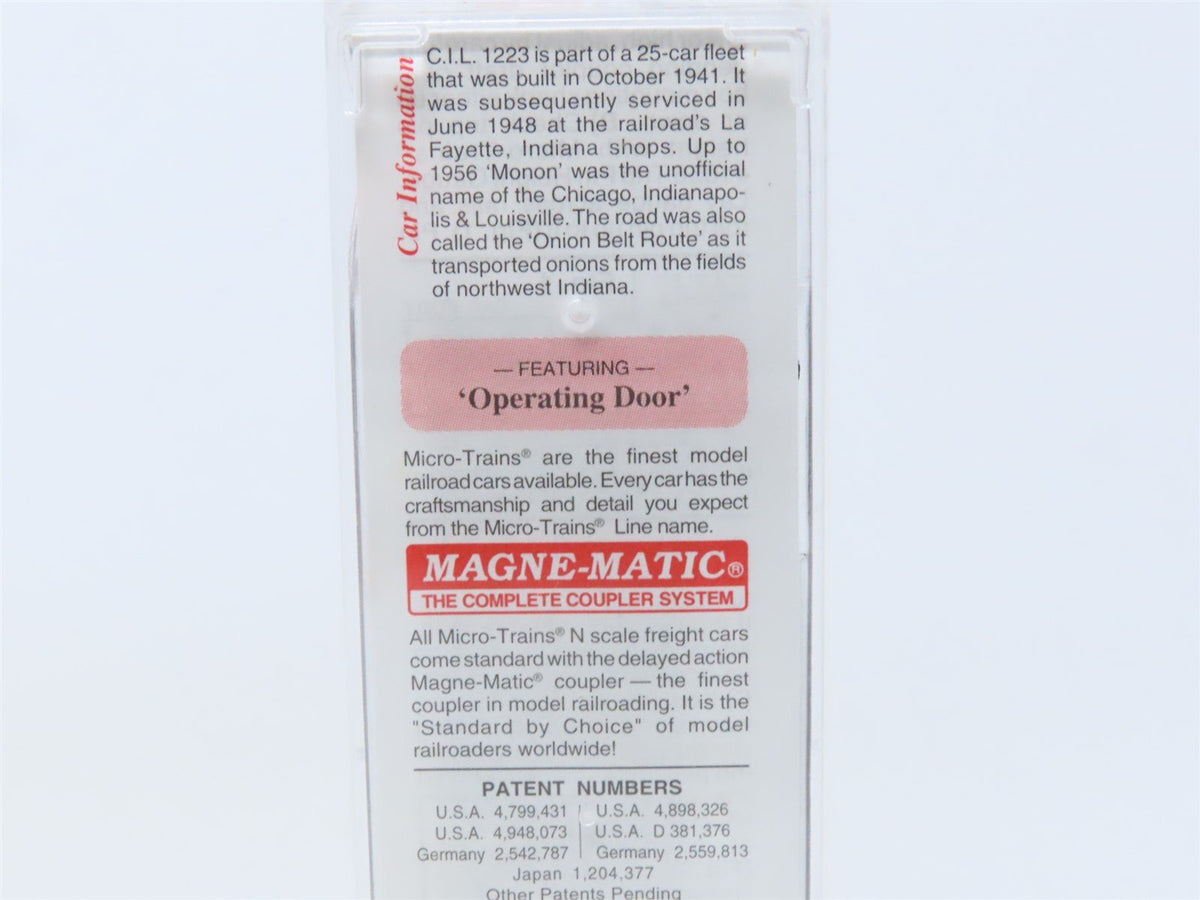 Car Information
C.I.L. 1223 is part of a 25-car fleet
that was built in October 1941. It
was subsequently serviced in
June 1948 at the railroad's La
Fayette, Indiana shops. Up to
1956 'Monon' was the unofficial
name of the Chicago, Indianapo-
lis & Louisville. The road was also
called the 'Onion Belt Route' as it
transported onions from the fields
of northwest Indiana.
— FEATURING —
'Operating Door'
Micro-Trains® are the finest model
railroad cars available. Every car has the
craftsmanship and detail you expect
from the Micro-Trains® Line name.
MAGNE-MATIC®
THE COMPLETE COUPLER SYSTEM
All Micro-Trains® N scale freight cars
come standard with the delayed action
Magne-Matic® coupler — the finest
coupler in model railroading. It is the
"Standard by Choice" of model
railroaders worldwide!
PATENT NUMBERS
U.S.A. 4,799,431 | U.S.A. 4,898,326
U.S.A. 4,948,073 | U.S.A. D 381,376
Germany 2,542,787 | Germany 2,559,813
Japan 1,204,377
Other Patents Pending